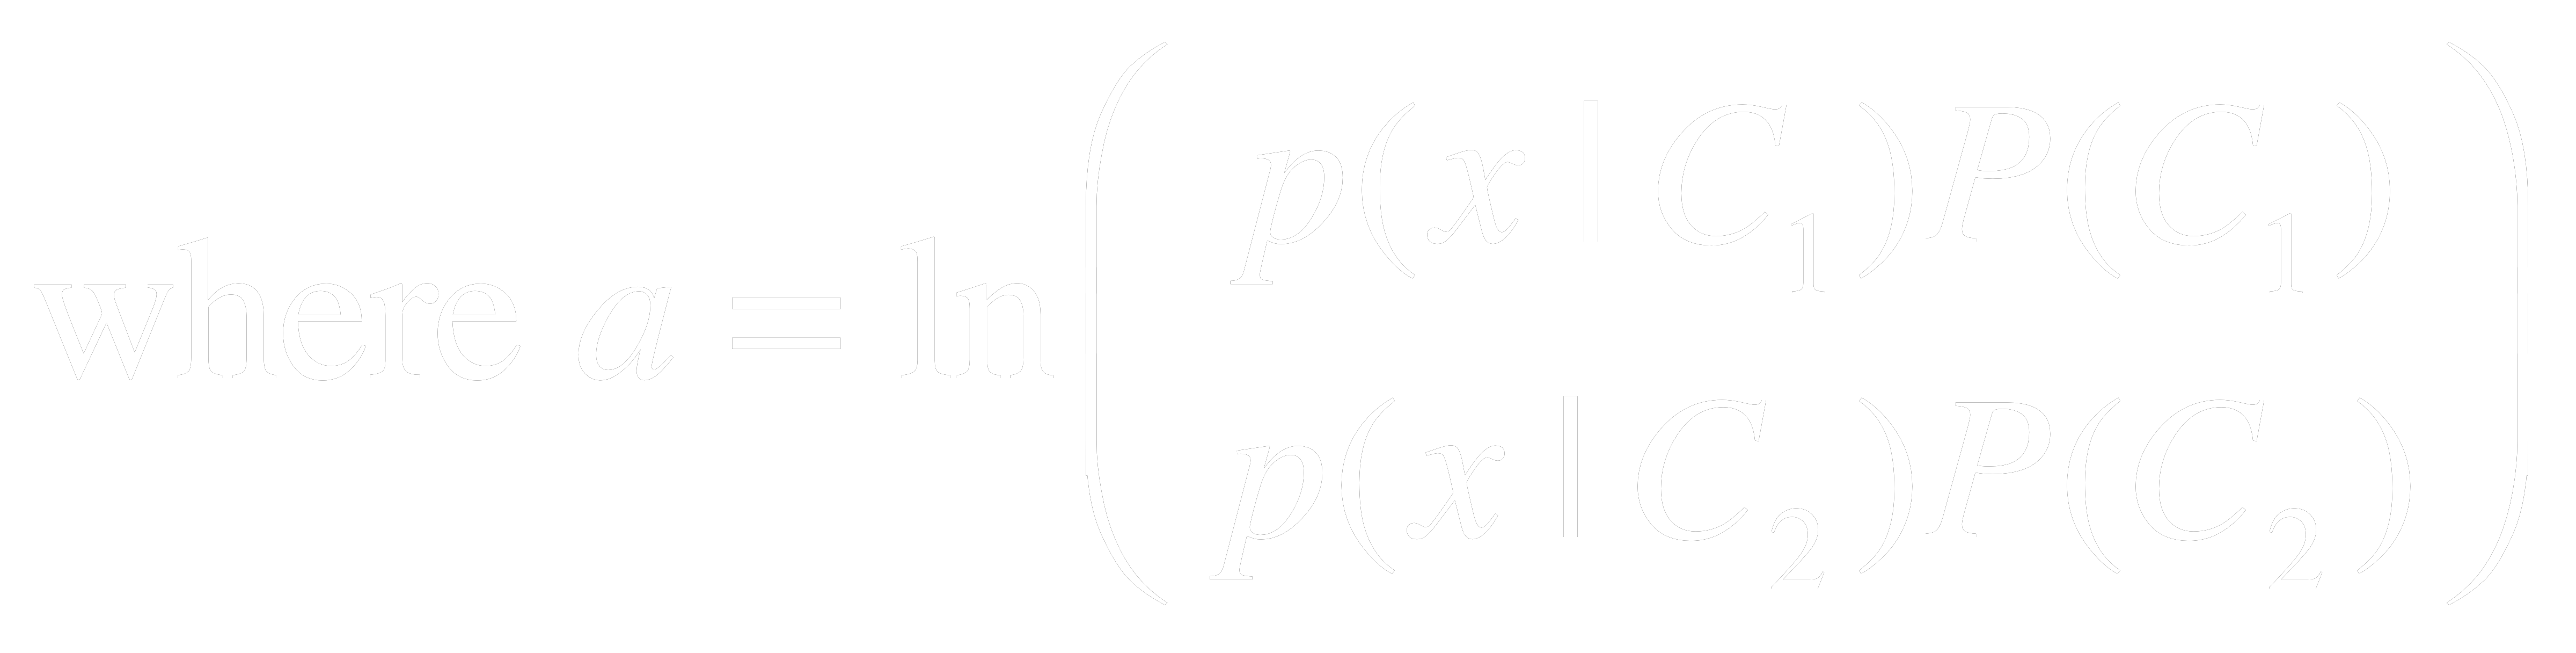 where a = ln( p(x | C₁)P(C₁)
p(x | C₂)P(C₂) )